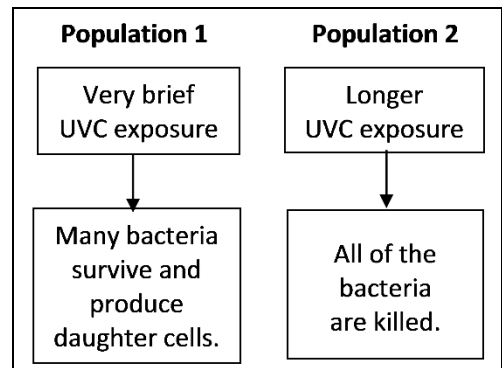 Population 1
Very brief
UVC exposure
Many bacteria
survive and
produce
daughter cells.
Population 2
Longer
UVC exposure
All of the
bacteria
are killed.